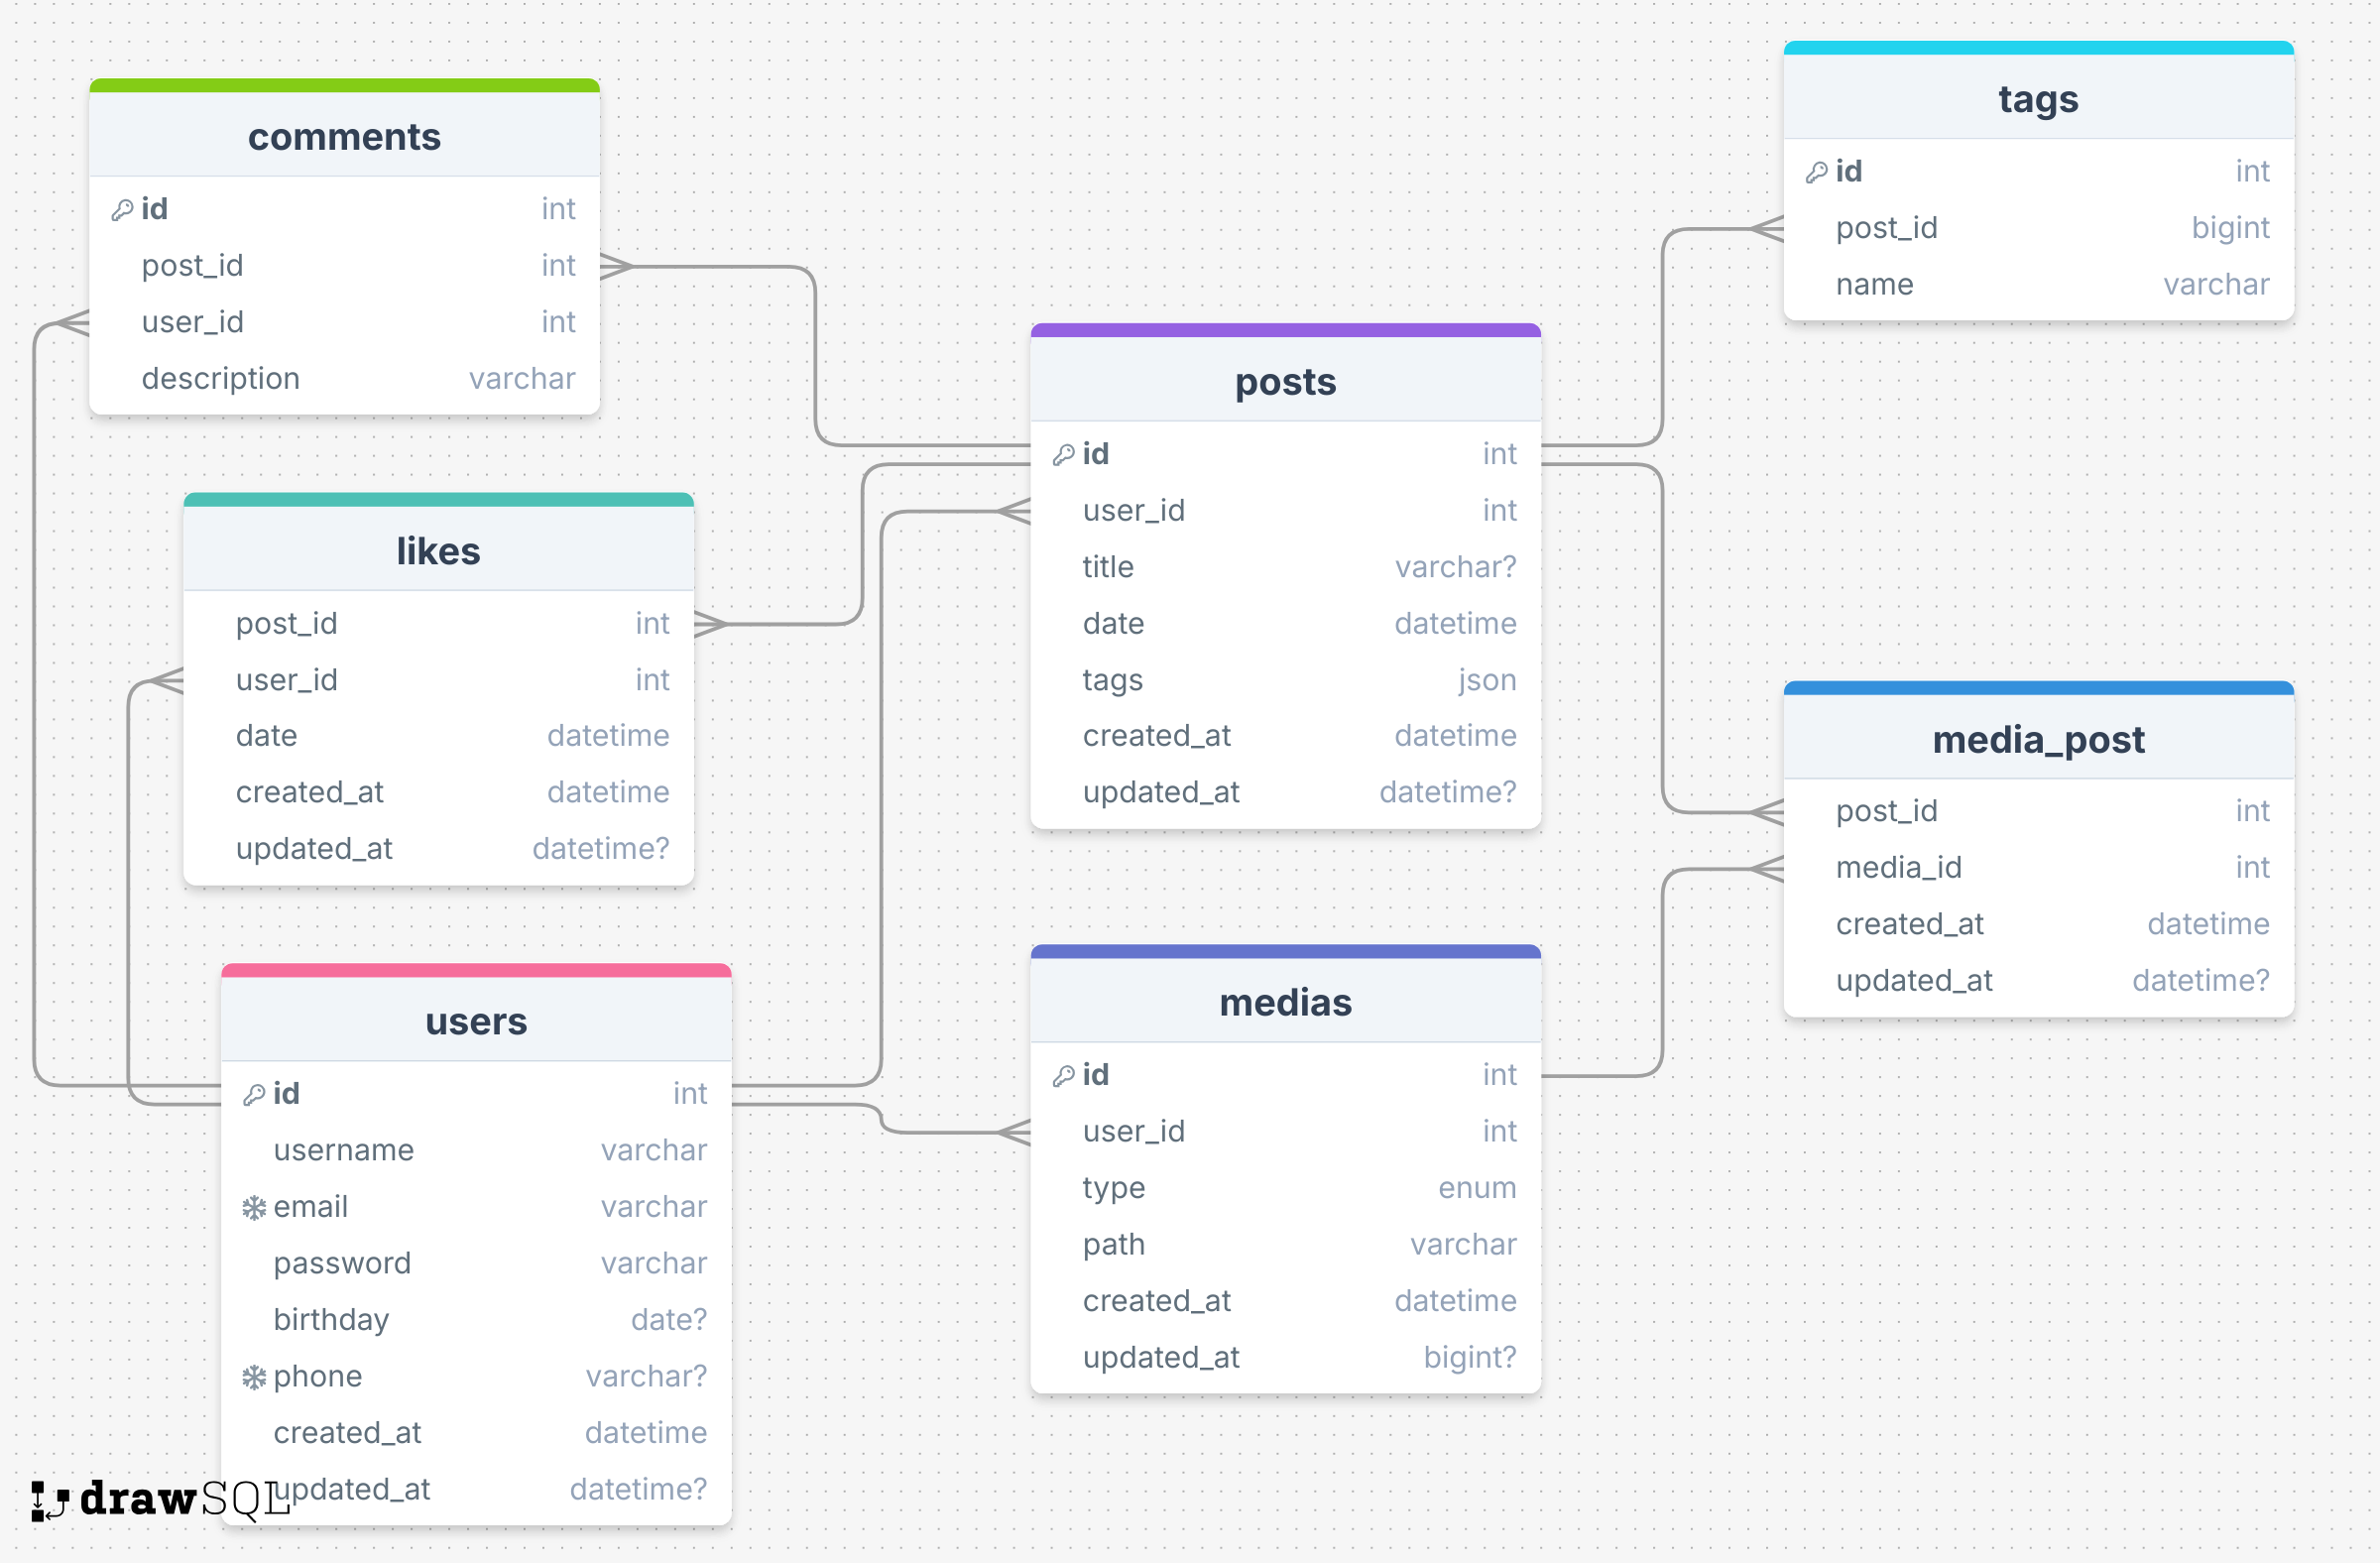 comments
id int
post_id int
user_id int
description varchar
likes
post_id int
user_id int
date datetime
created_at datetime
updated_at datetime?
users
id int
username varchar
email varchar
password varchar
birthday date?
phone varchar?
created_at datetime
updated_at datetime?
posts
id int
user_id int
title varchar?
date datetime
tags json
created_at datetime
updated_at datetime?
medias
id int
user_id int
type enum
path varchar
created_at datetime
updated_at bigint?
tags
id int
post_id bigint
name varchar
media_post
post_id int
media_id int
created_at datetime
updated_at datetime?
drawSQL